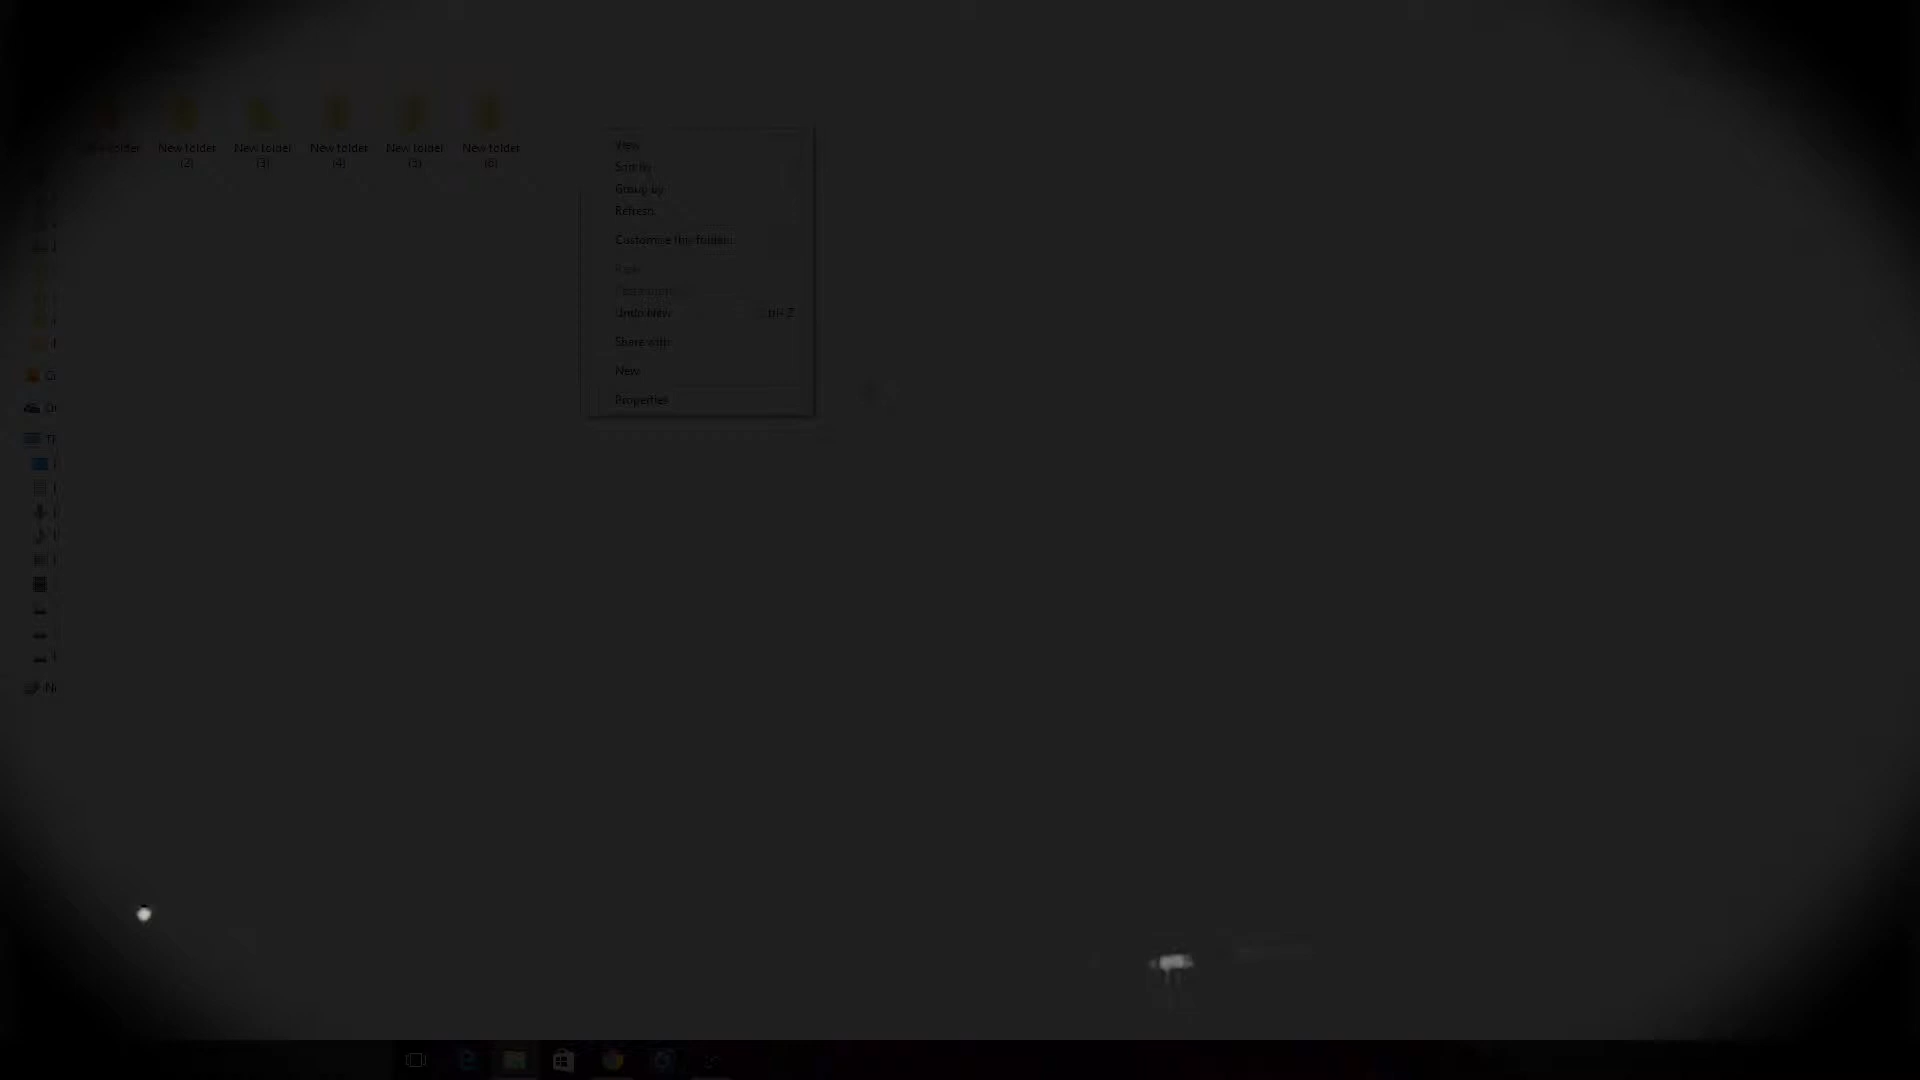 New folder
New folder
New folder
New folder
New folder
(2)
(3)
(4)
(5)
(6)
View
Sort by
Group by
Refresh
Customize this folder...
Paste
Undo New
Share with
New
Properties